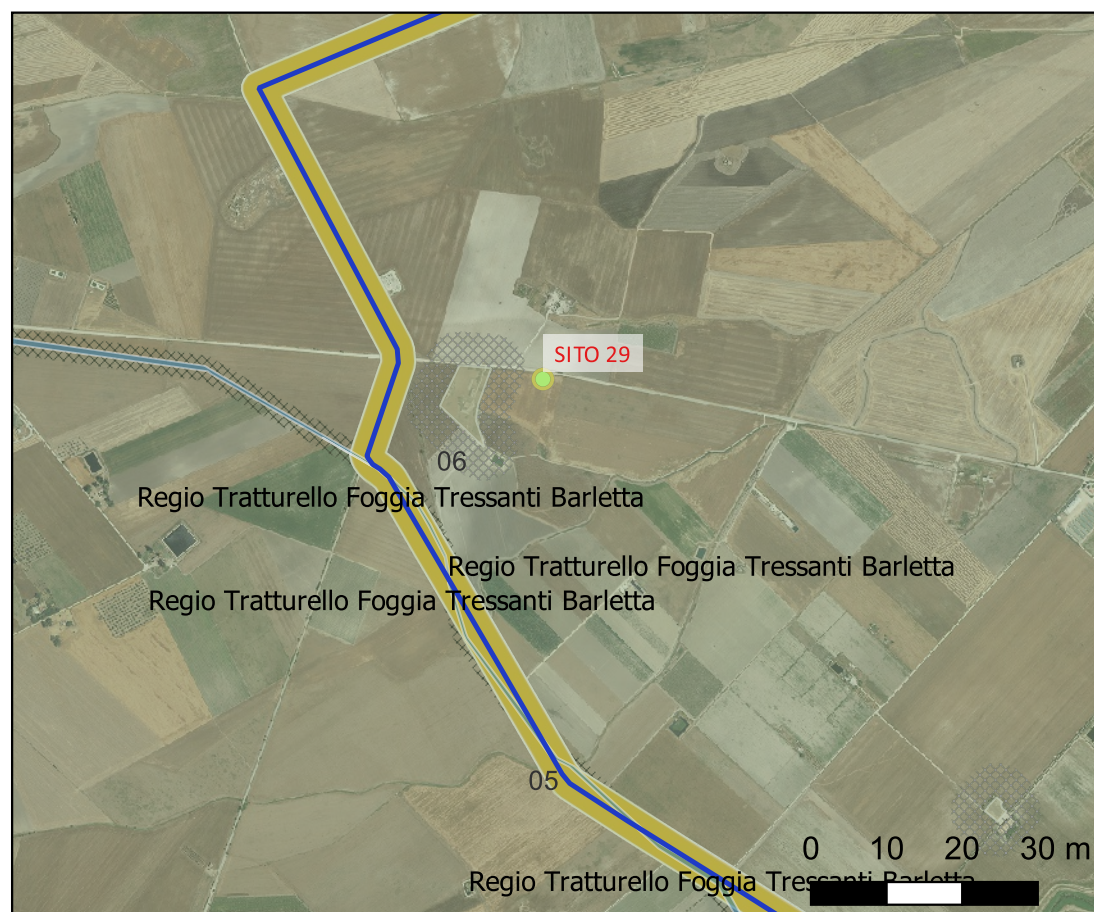 SITO 29
06
Regio Tratturello Foggia Tressanti Barletta
Regio Tratturello Foggia Tressanti Barletta
Regio Tratturello Foggia Tressanti Barletta
05
0 10 20 30 m
Regio Tratturello Foggia Tressanti Barletta